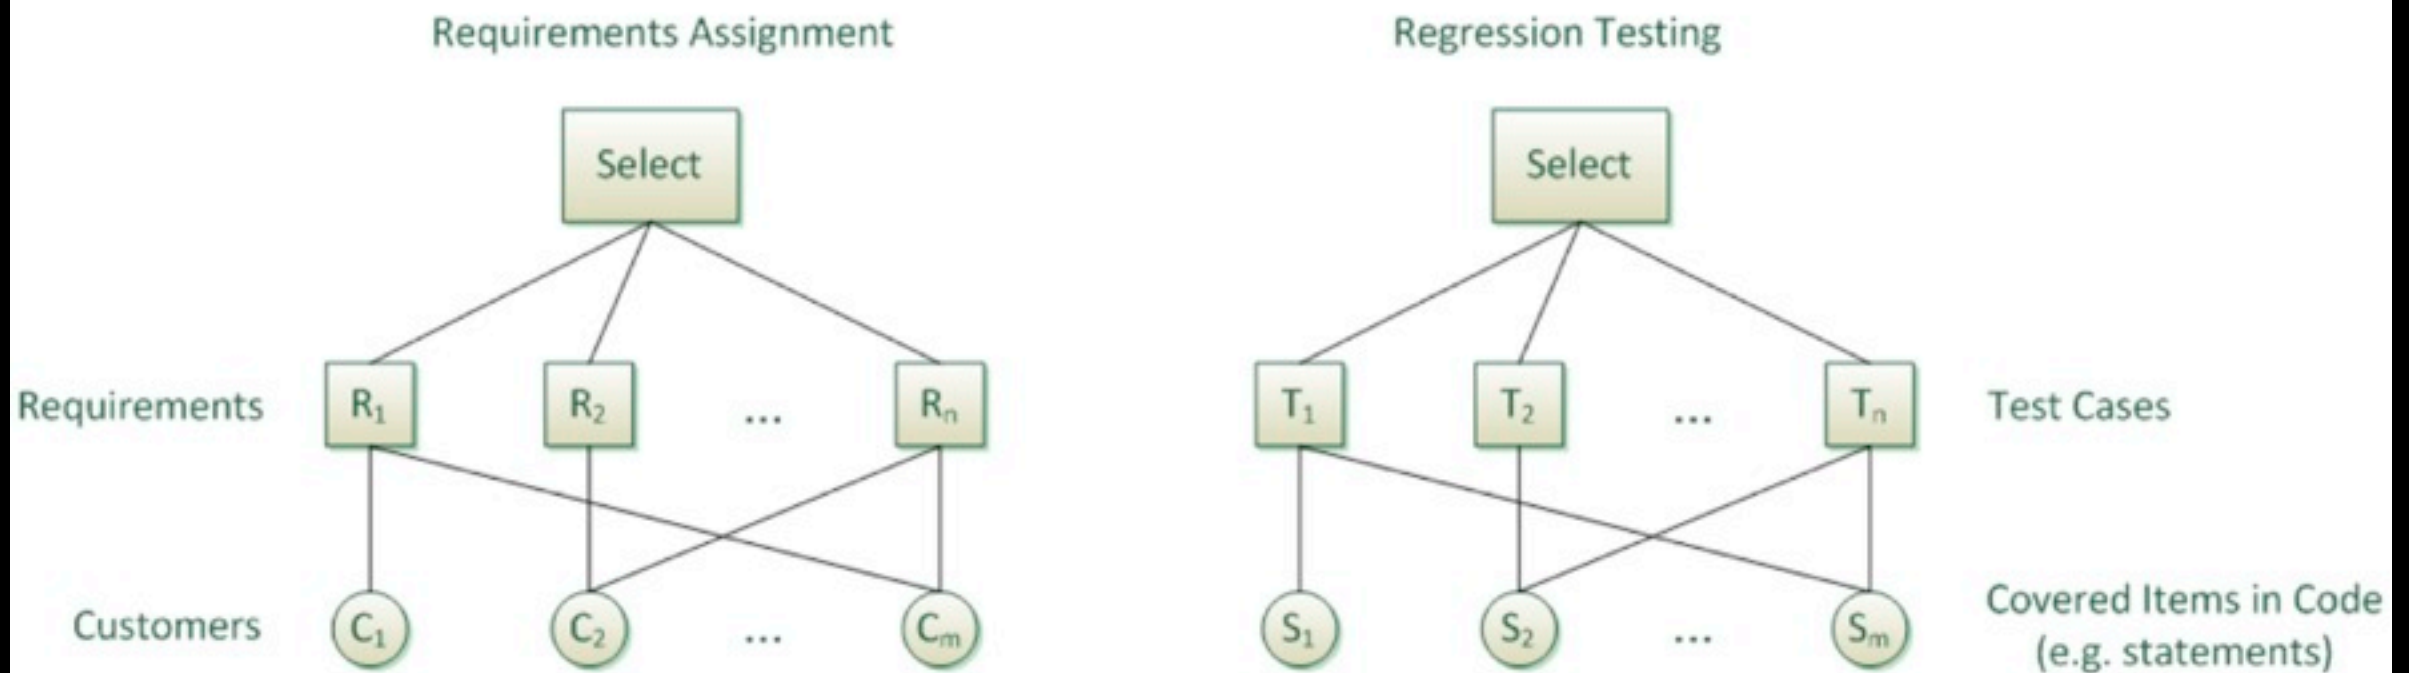 Requirements Assignment
Regression Testing
Select
Select
Requirements
R1
R2
...
Rn
T1
T2
...
Tn
Test Cases
Customers
C1
C2
...
Cm
S1
S2
...
Sm
Covered Items in Code
(e.g. statements)